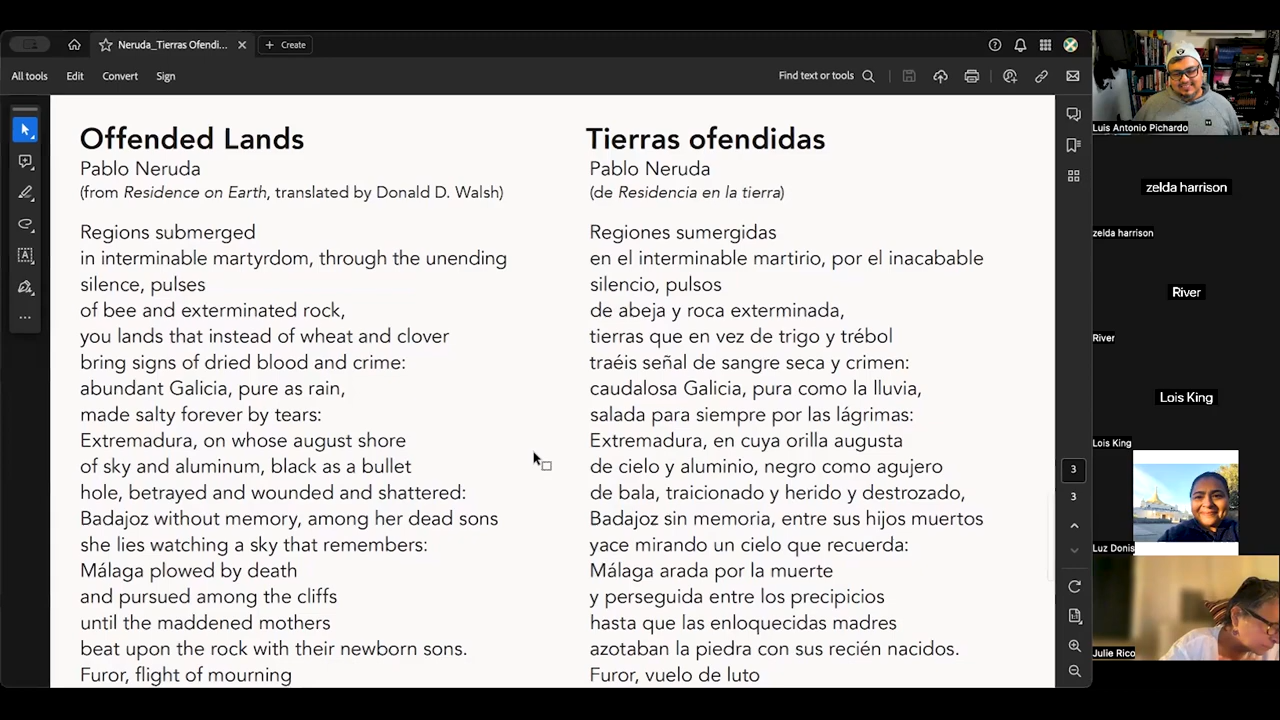 Neruda_Tierras Ofendi...
Create
All tools
Edit
Convert
Sign
Find text or tools
Offended Lands
Pablo Neruda
(from Residence on Earth, translated by Donald D. Walsh)
Regions submerged
in interminable martyrdom, through the unending
silence, pulses
of bee and exterminated rock,
you lands that instead of wheat and clover
bring signs of dried blood and crime:
abundant Galicia, pure as rain,
made salty forever by tears:
Extremadura, on whose august shore
of sky and aluminum, black as a bullet
hole, betrayed and wounded and shattered:
Badajoz without memory, among her dead sons
she lies watching a sky that remembers:
Málaga plowed by death
and pursued among the cliffs
until the maddened mothers
beat upon the rock with their newborn sons.
Furor, flight of mourning
Tierras ofendidas
Pablo Neruda
(de Residencia en la tierra)
Regiones sumergidas
en el interminable martirio, por el inacabable
silencio, pulsos
de abeja y roca exterminada,
tierras que en vez de trigo y trébol
traéis señal de sangre seca y crimen:
caudalosa Galicia, pura como la lluvia,
salada para siempre por las lágrimas:
Extremadura, en cuya orilla augusta
de cielo y aluminio, negro como agujero
de bala, traicionado y herido y destrozado,
Badajoz sin memoria, entre sus hijos muertos
yace mirando un cielo que recuerda:
Málaga arada por la muerte
y perseguida entre los precipicios
hasta que las enloquecidas madres
azotaban la piedra con sus recién nacidos.
Furor, vuelo de luto
3
3
Luis Antonio Pichardo
zelda harrison
zelda harrison
River
River
Lois King
Lois King
Luz Donis
Julie Rico